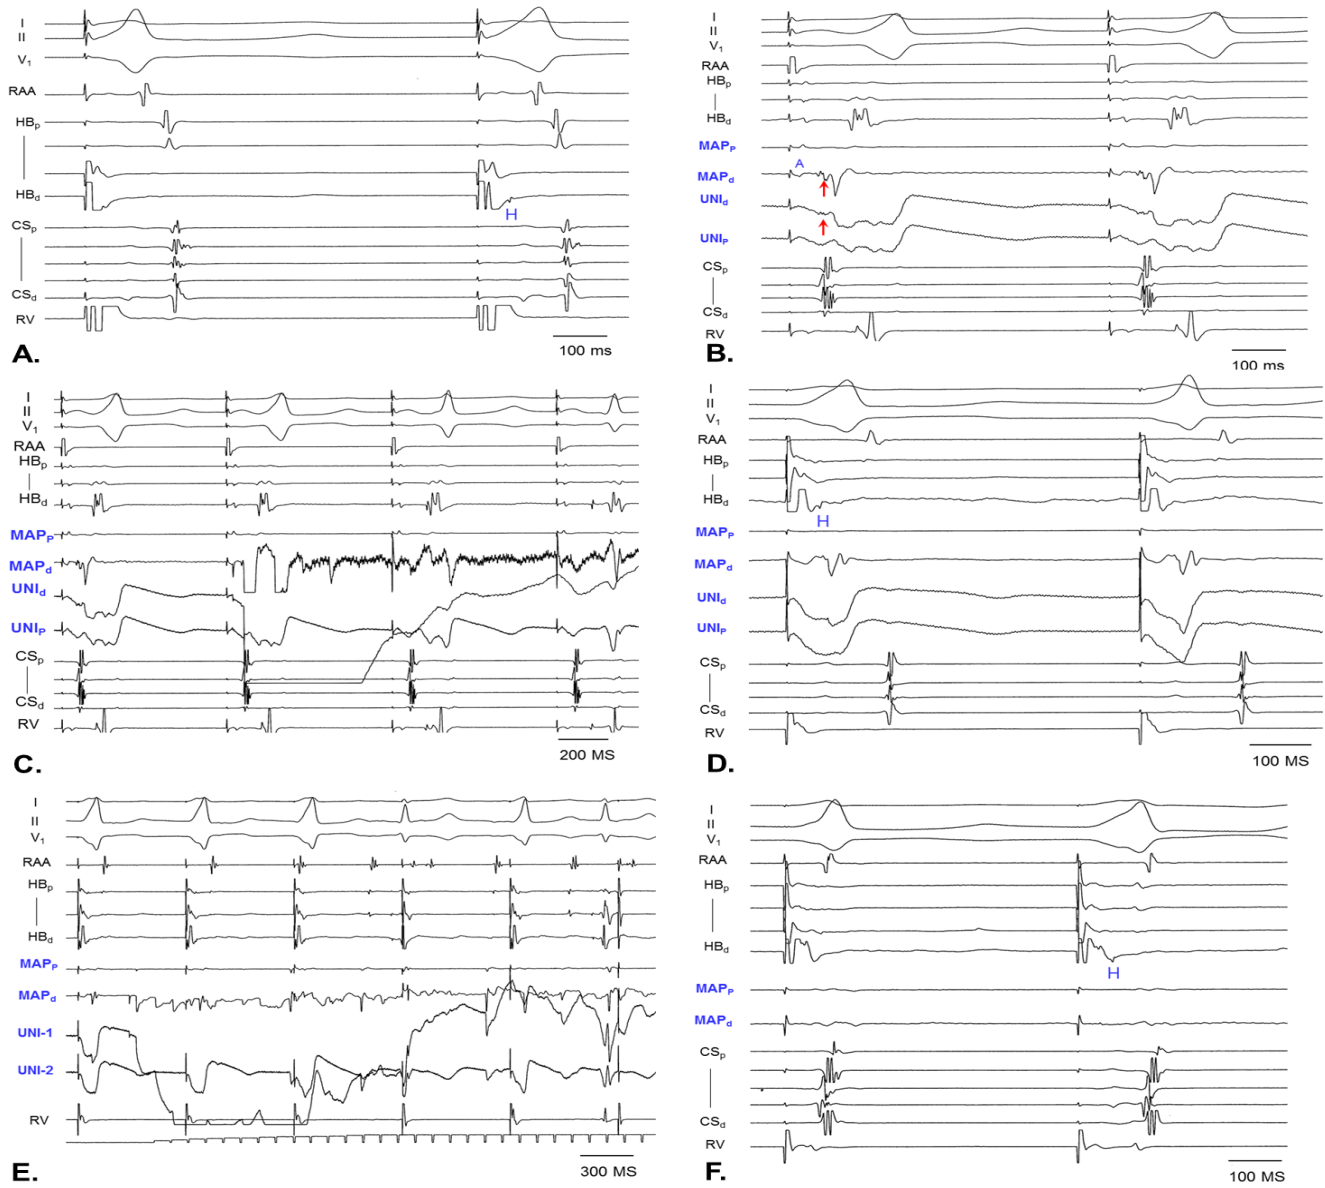 I
II
V1
RAA
HBp
HBd
H
CSp
CSd
RV
100 ms
A.
I
II
V1
RAA
HBp
HBd
MAPP
A
MAPd
UNId
UNIP
CSp
CSd
RV
100 ms
B.
I
II
V1
RAA
HBp
HBd
MAPP
MAPd
UNId
UNIP
CSp
CSd
RV
200 MS
C.
I
II
V1
RAA
HBp
HBd
H
MAPP
MAPd
UNId
UNIP
CSp
CSd
RV
100 MS
D.
I
II
V1
RAA
HBp
HBd
MAPP
MAPd
UNI-1
UNI-2
RV
300 MS
E.
I
II
V1
RAA
HBp
HBd
H
MAPP
MAPd
CSp
CSd
RV
100 MS
F.